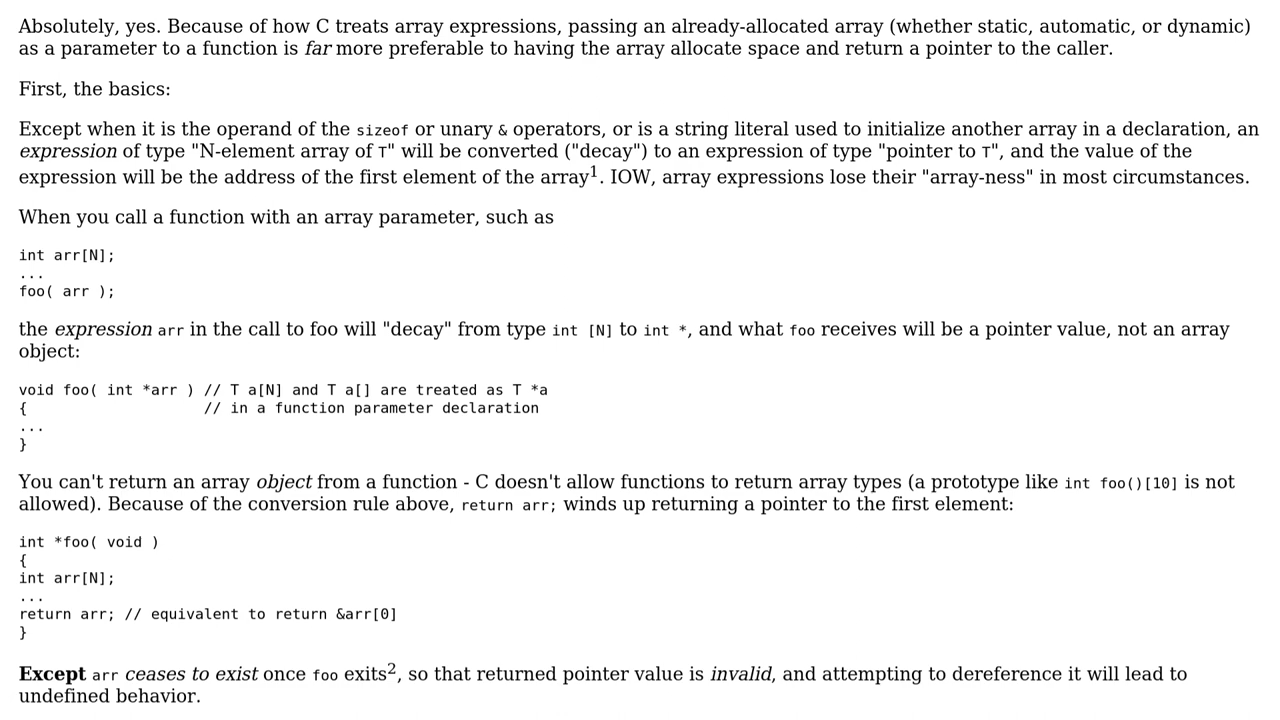 Absolutely, yes. Because of how C treats array expressions, passing an already-allocated array (whether static, automatic, or dynamic)
as a parameter to a function is far more preferable to having the array allocate space and return a pointer to the caller.
First, the basics:
Except when it is the operand of the sizeof or unary & operators, or is a string literal used to initialize another array in a declaration, an
expression of type "N-element array of T" will be converted ("decay") to an expression of type "pointer to T", and the value of the
expression will be the address of the first element of the array1. IOW, array expressions lose their "array-ness" in most circumstances.
When you call a function with an array parameter, such as
int arr[N];
...
foo( arr );
the expression arr in the call to foo will "decay" from type int [N] to int *, and what foo receives will be a pointer value, not an array
object:
void foo( int *arr ) // T a[N] and T a[] are treated as T *a
{                    // in a function parameter declaration
...
}
You can't return an array object from a function - C doesn't allow functions to return array types (a prototype like int foo()[10] is not
allowed). Because of the conversion rule above, return arr; winds up returning a pointer to the first element:
int *foo( void )
{
int arr[N];
...
return arr; // equivalent to return &arr[0]
}
Except arr ceases to exist once foo exits2, so that returned pointer value is invalid, and attempting to dereference it will lead to
undefined behavior.